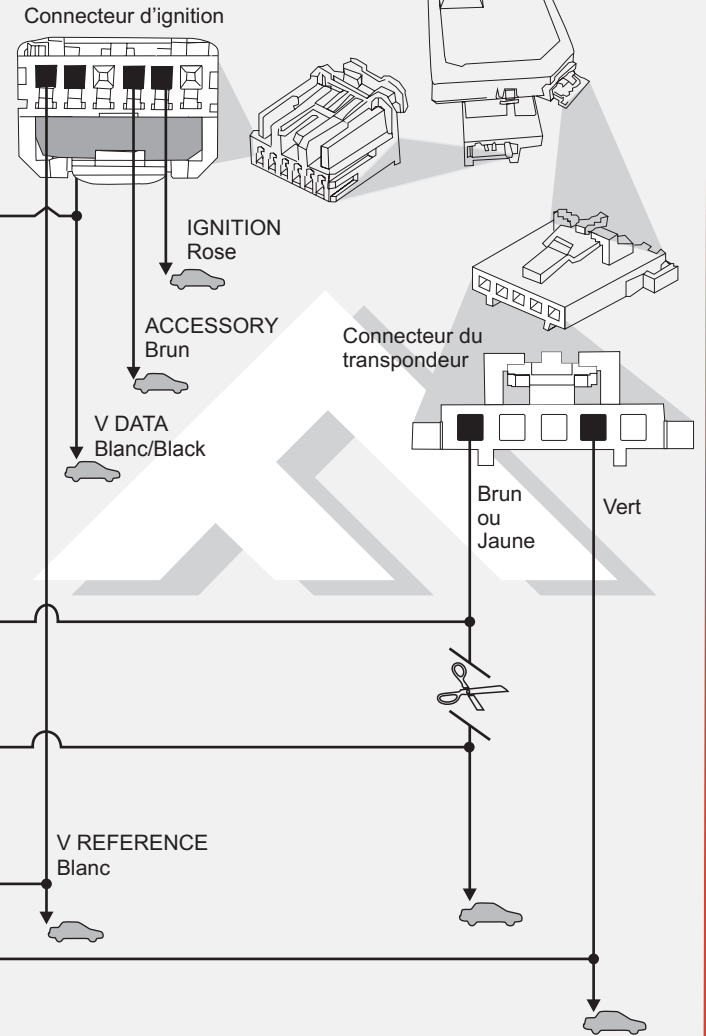 Connecteur d’ignition
IGNITION
Rose
ACCESSORY
Brun
Connecteur du
transpondeur
V DATA
Blanc/Black
Brun
ou
Jaune
Vert
V REFERENCE
Blanc